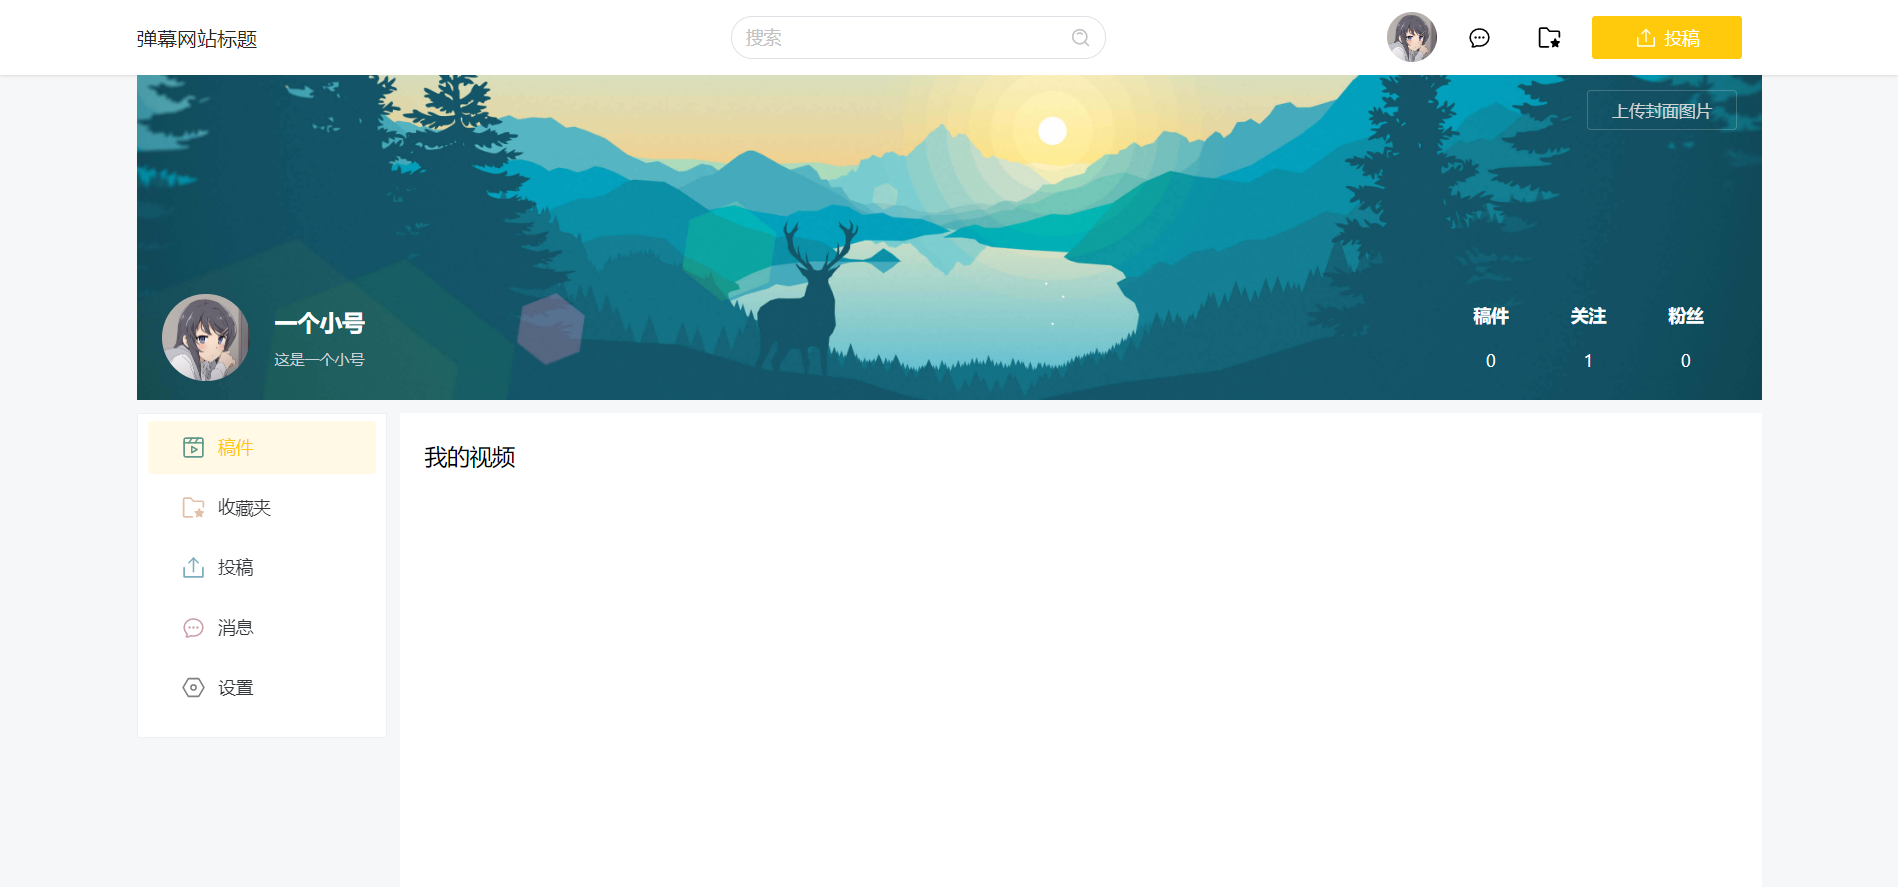 弹幕网站标题
搜索
投稿
上传封面图片
一个小号
这是一个小号
稿件 关注 粉丝
0 1 0
稿件
收藏夹
投稿
消息
设置
我的视频